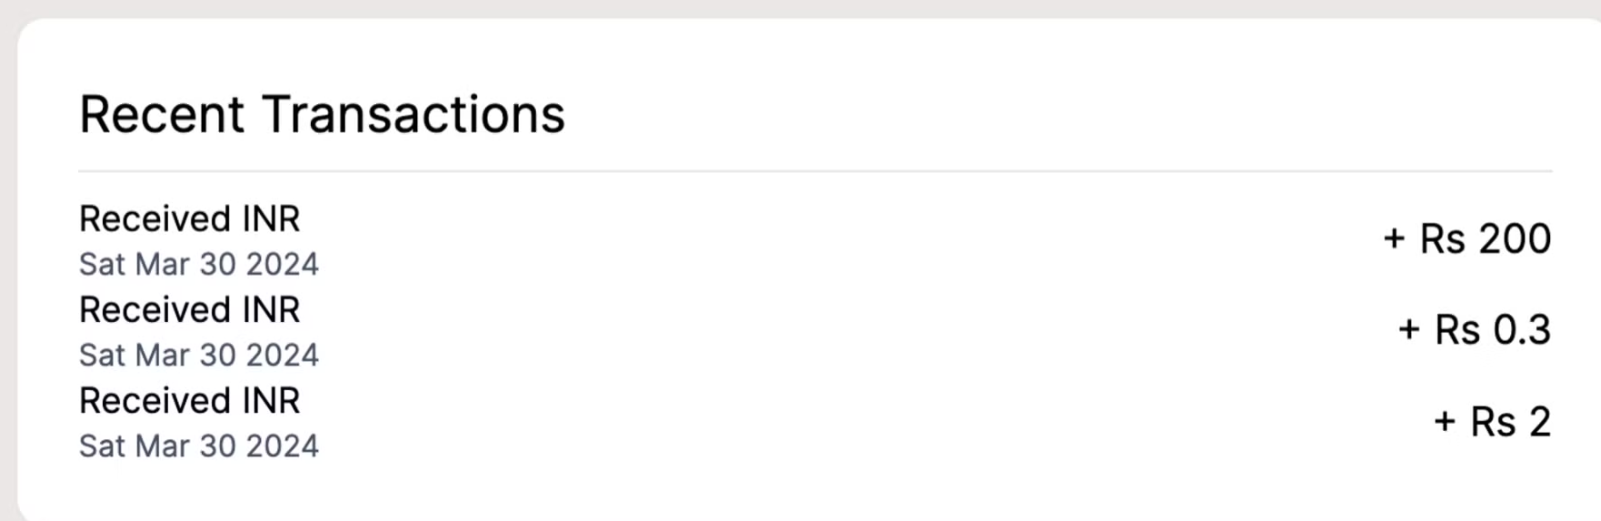 Recent Transactions
Received INR
+ Rs 200
Sat Mar 30 2024
Received INR
+ Rs 0.3
Sat Mar 30 2024
Received INR
+ Rs 2
Sat Mar 30 2024